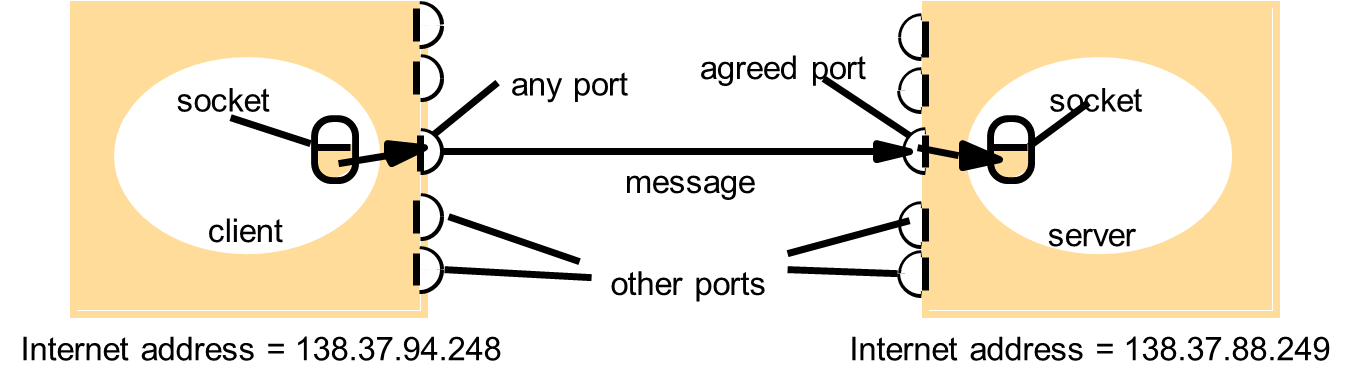 socket
any port
agreed port
socket
message
client
server
other ports
Internet address = 138.37.94.248
Internet address = 138.37.88.249